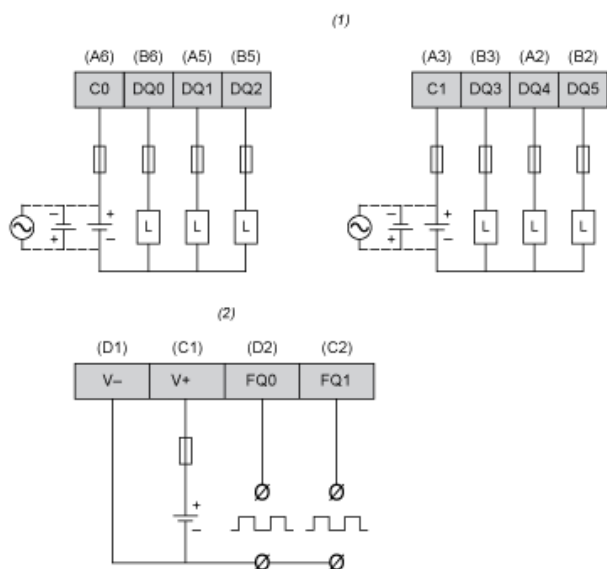 (1)
(A6) (B6) (A5) (B5)
C0 DQ0 DQ1 DQ2
(A3) (B3) (A2) (B2)
C1 DQ3 DQ4 DQ5
− + + −
L L L
− + + −
L L L
(2)
(D1) (C1) (D2) (C2)
V− V+ FQ0 FQ1
+
−